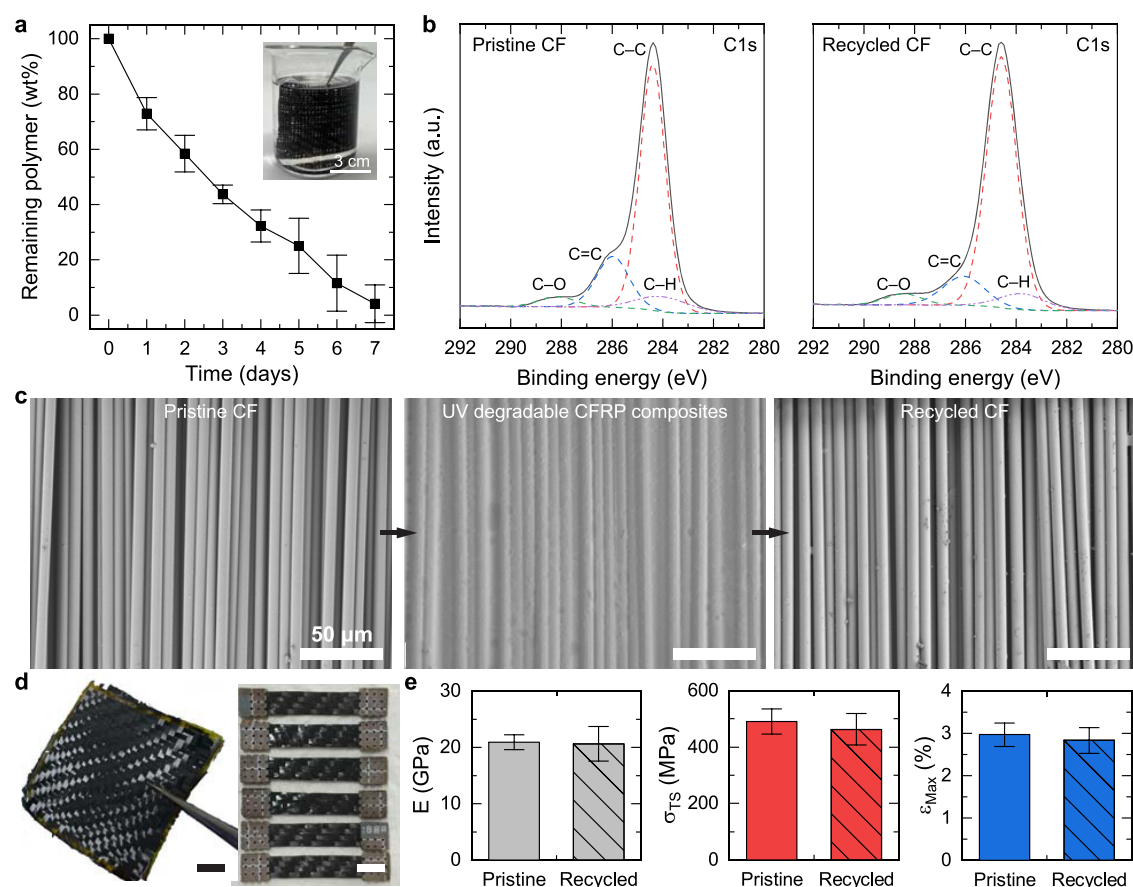 a
Remaining polymer (wt%)
100
80
60
40
20
0
0 1 2 3 4 5 6 7
Time (days)
3 cm
b
Intensity (a.u.)
Pristine CF
C1s
C–C
C=C
C–O
C–H
292 290 288 286 284 282 280
Binding energy (eV)
Recycled CF
C1s
C–C
C=C
C–O
C–H
292 290 288 286 284 282 280
Binding energy (eV)
c
Pristine CF
50 µm
UV degradable CFRP composites
Recycled CF
d
e
E (GPa)
30
20
10
0
Pristine Recycled
σTS (MPa)
600
400
200
0
Pristine Recycled
εMax (%)
4
3
2
1
0
Pristine Recycled